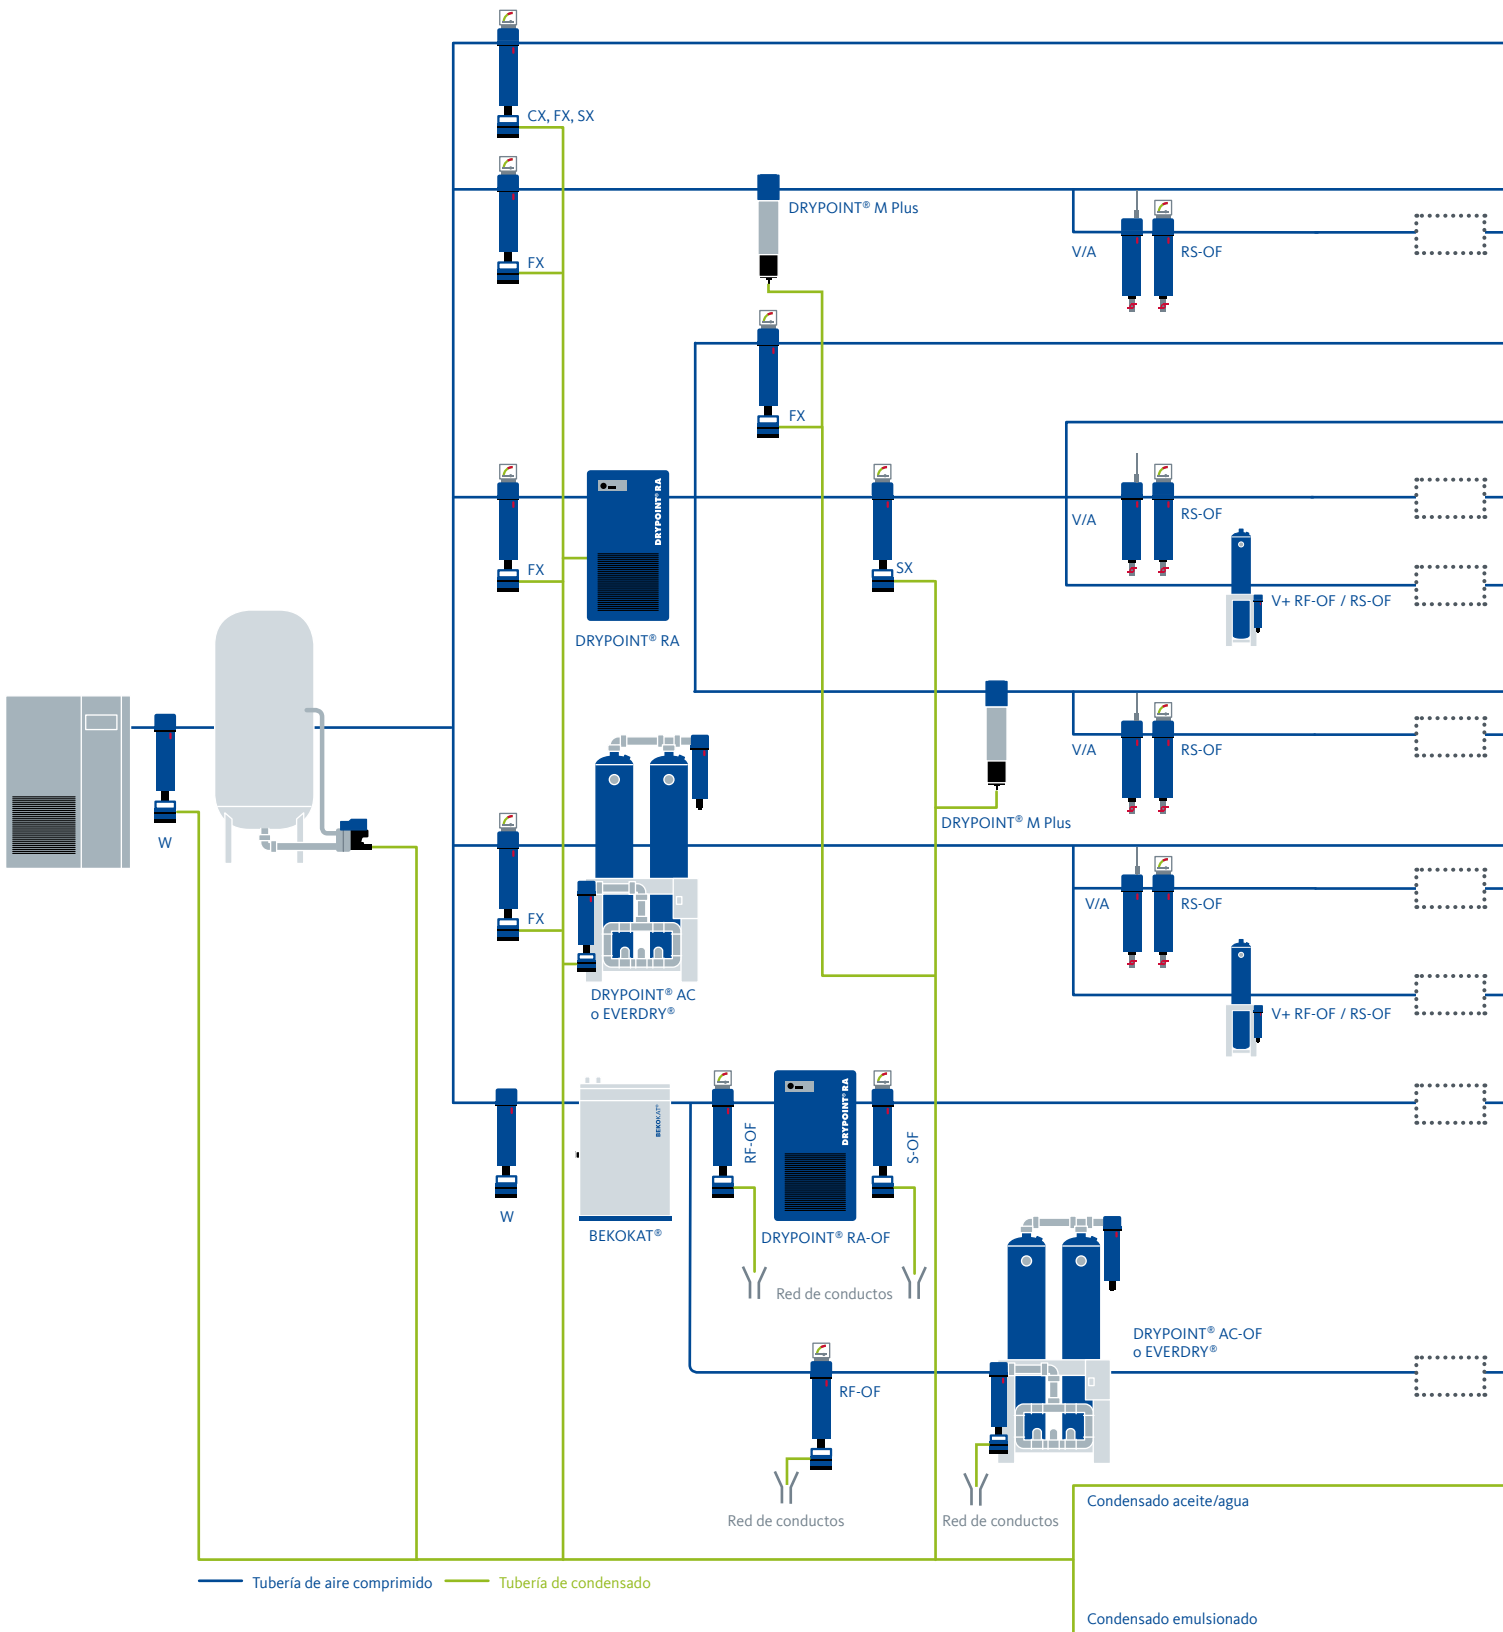 CX, FX, SX
DRYPOINT® M Plus
FX
V/A
RS-OF
FX
DRYPOINT® RA
V/A
RS-OF
FX
SX
V+ RF-OF / RS-OF
DRYPOINT® RA
V/A
RS-OF
DRYPOINT® M Plus
W
V/A
RS-OF
FX
DRYPOINT® AC
o EVERDRY®
V+ RF-OF / RS-OF
BEKOKAT®
RF-OF
DRYPOINT® RA
S-OF
W
BEKOKAT®
DRYPOINT® RA-OF
Red de conductos
DRYPOINT® AC-OF
o EVERDRY®
RF-OF
Red de conductos
Red de conductos
Condensado aceite/agua
Tubería de aire comprimido
Tubería de condensado
Condensado emulsionado